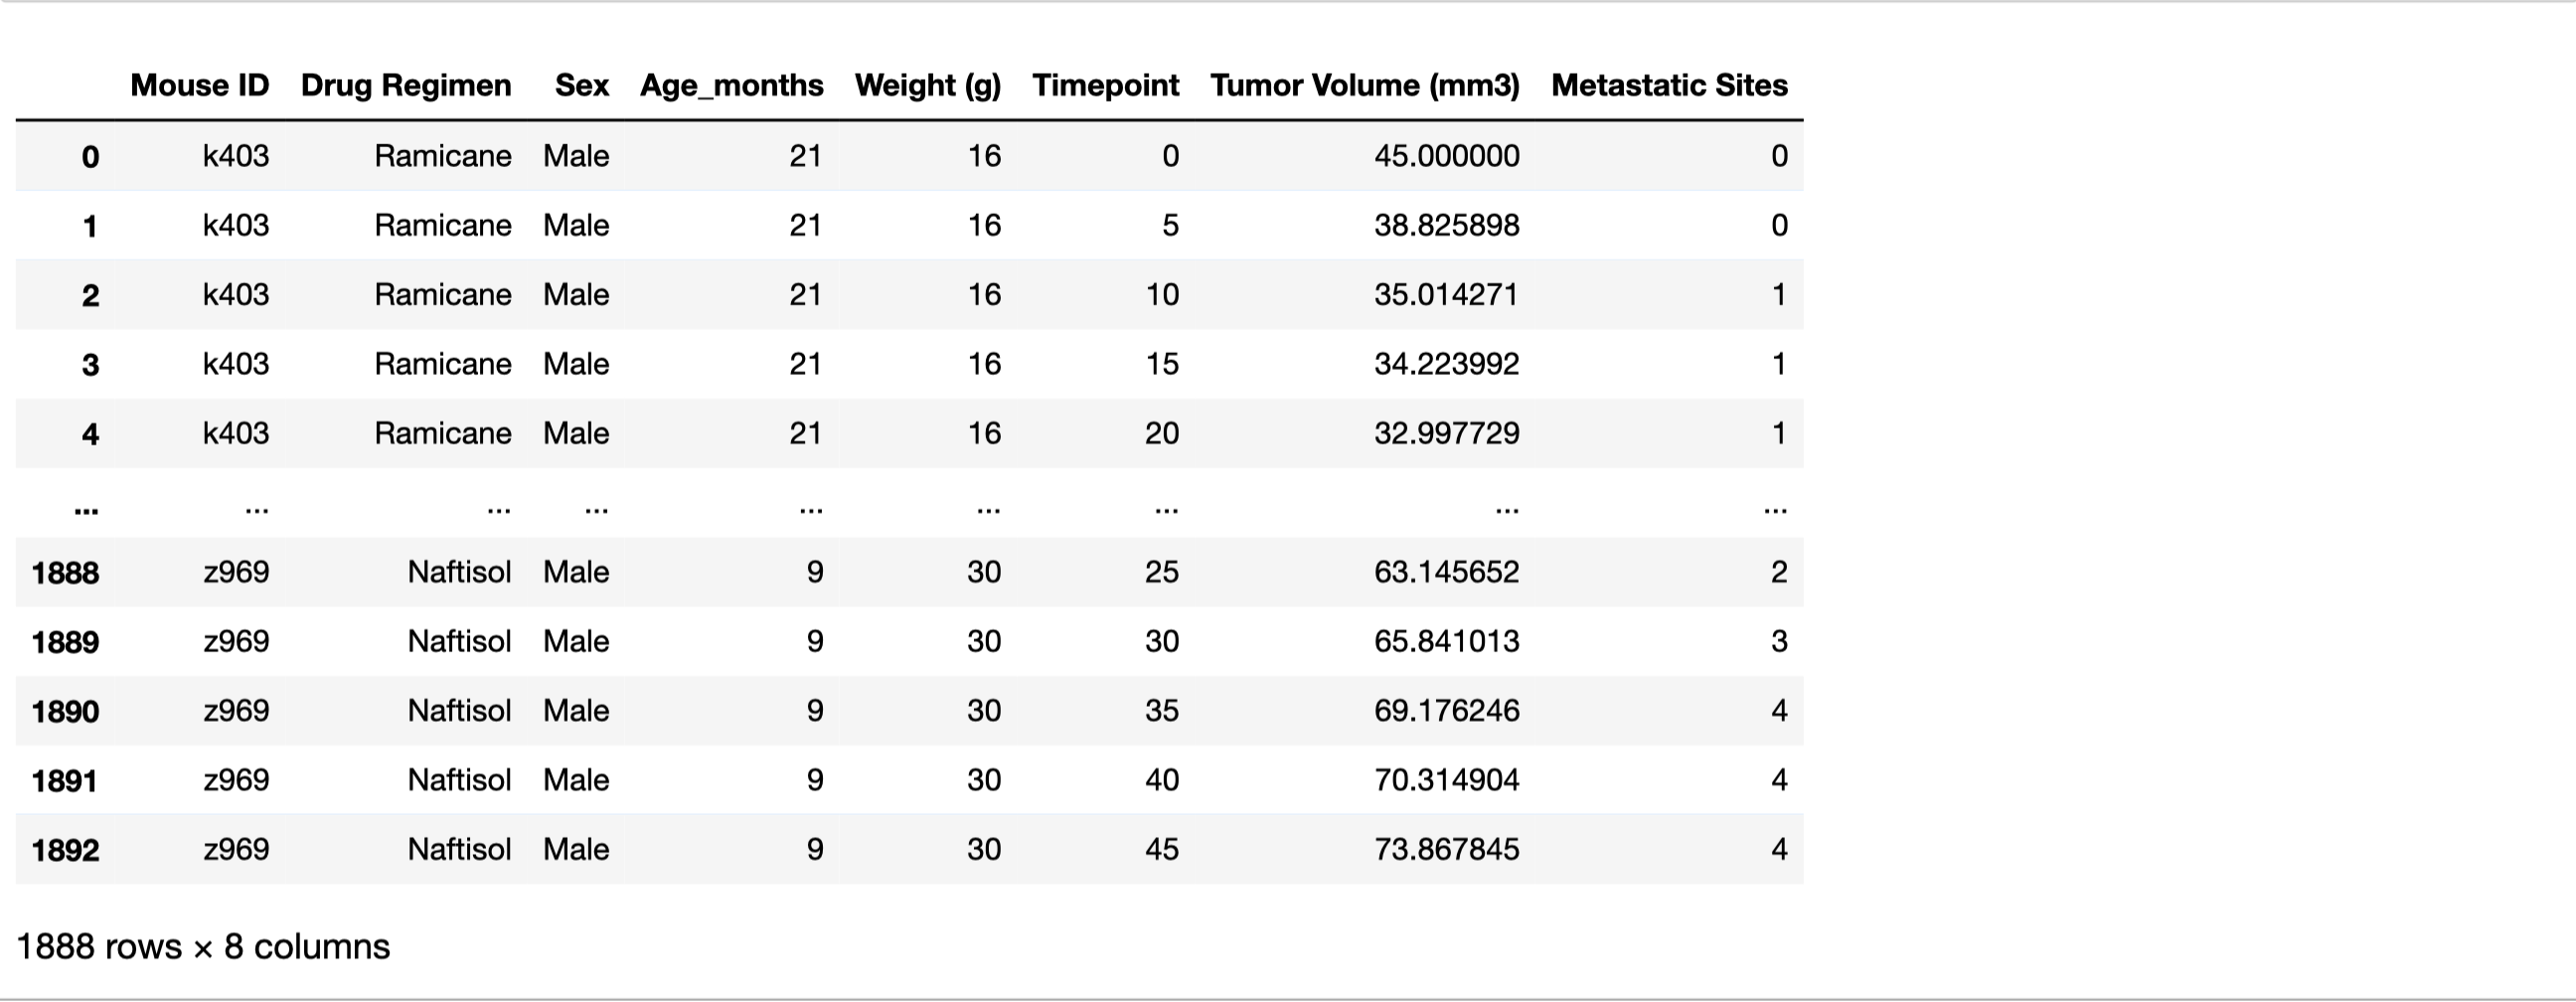 Mouse ID Drug Regimen Sex Age_months Weight (g) Timepoint Tumor Volume (mm3) Metastatic Sites
0 k403 Ramicane Male 21 16 0 45.000000 0
1 k403 Ramicane Male 21 16 5 38.825898 0
2 k403 Ramicane Male 21 16 10 35.014271 1
3 k403 Ramicane Male 21 16 15 34.223992 1
4 k403 Ramicane Male 21 16 20 32.997729 1
... ... ... ... ... ... ... ... ...
1888 z969 Naftisol Male 9 30 25 63.145652 2
1889 z969 Naftisol Male 9 30 30 65.841013 3
1890 z969 Naftisol Male 9 30 35 69.176246 4
1891 z969 Naftisol Male 9 30 40 70.314904 4
1892 z969 Naftisol Male 9 30 45 73.867845 4
1888 rows × 8 columns